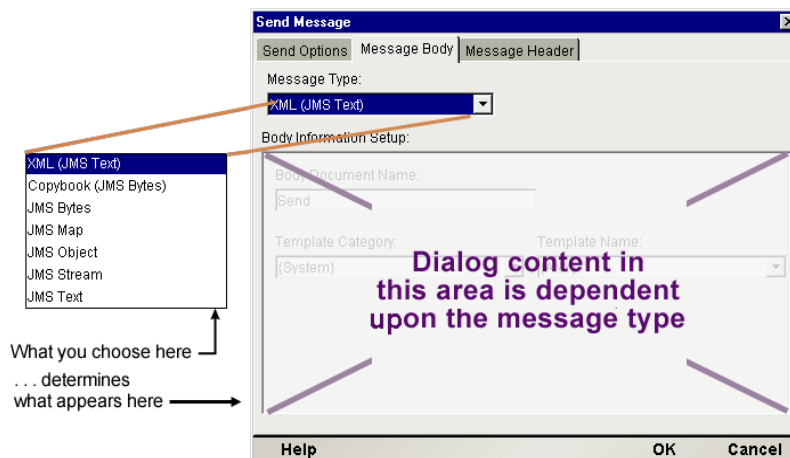 Send Message
Send Options Message Body Message Header
Message Type:
XML (JMS Text)
Body Information Setup:
XML (JMS Text)
Copybook (JMS Bytes)
JMS Bytes
JMS Map
JMS Object
JMS Stream
JMS Text
Body Document Name:
Send
Template Category: Template Name:
{System}
Dialog content in
this area is dependent
upon the message type
What you choose here
. . . determines
what appears here
Help OK Cancel